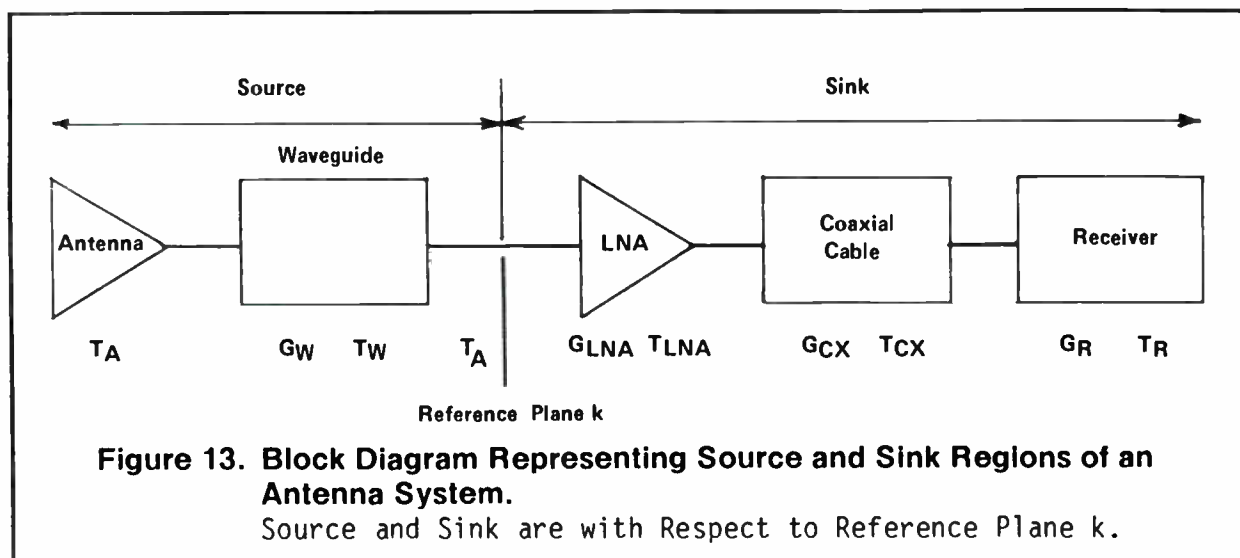 Source Sink
Waveguide
Antenna LNA Coaxial Cable Receiver
TA GW TW TA GLNA TLNA GCX TCX GR TR
Reference Plane k
Figure 13. Block Diagram Representing Source and Sink Regions of an
Antenna System.
Source and Sink are with Respect to Reference Plane k.